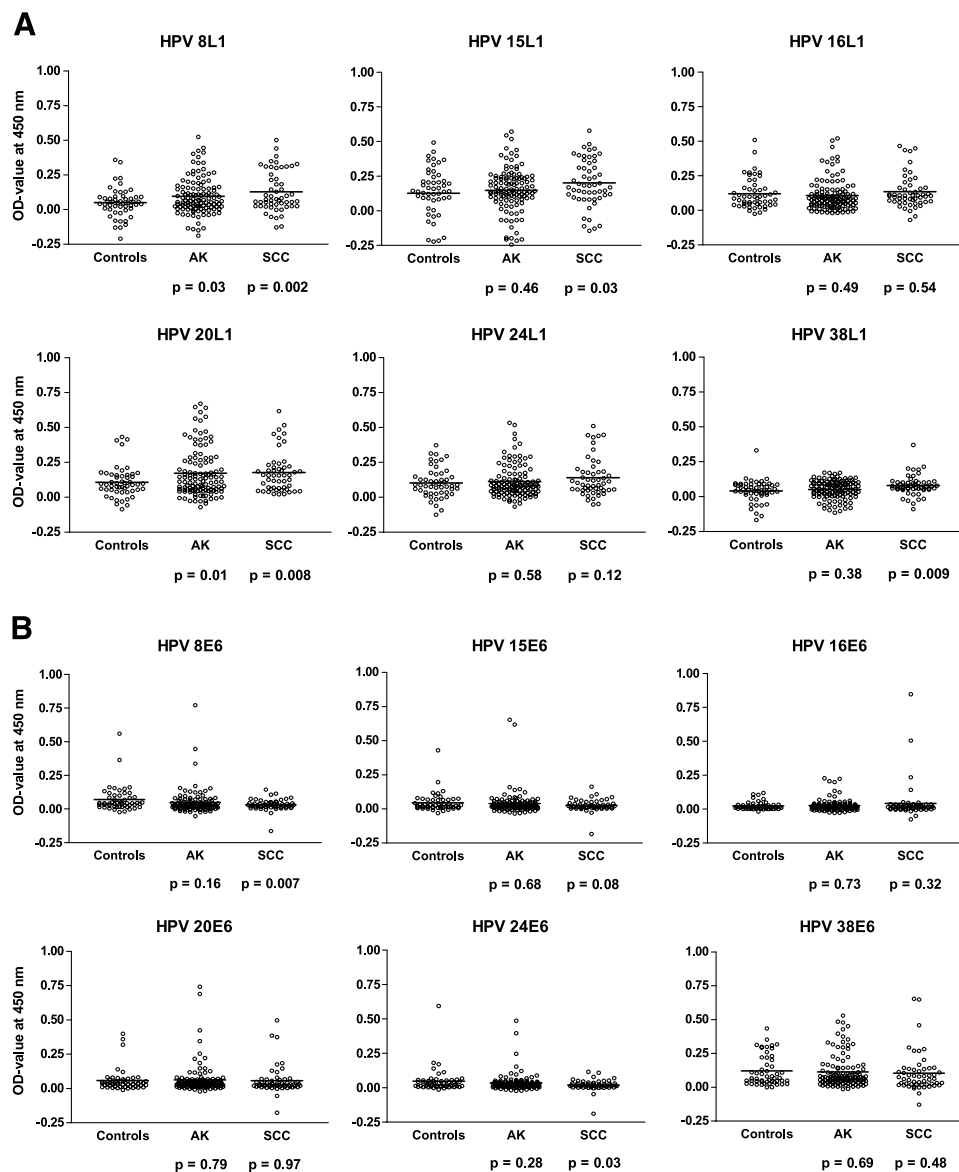 A
HPV 8L1
HPV 15L1
HPV 16L1
OD-value at 450 nm
1.00
0.75
0.50
0.25
0.00
-0.25
Controls AK SCC
p = 0.03 p = 0.002
1.00
0.75
0.50
0.25
0.00
-0.25
Controls AK SCC
p = 0.46 p = 0.03
1.00
0.75
0.50
0.25
0.00
-0.25
Controls AK SCC
p = 0.49 p = 0.54
HPV 20L1
HPV 24L1
HPV 38L1
OD-value at 450 nm
1.00
0.75
0.50
0.25
0.00
-0.25
Controls AK SCC
p = 0.01 p = 0.008
1.00
0.75
0.50
0.25
0.00
-0.25
Controls AK SCC
p = 0.58 p = 0.12
1.00
0.75
0.50
0.25
0.00
-0.25
Controls AK SCC
p = 0.38 p = 0.009
B
HPV 8E6
HPV 15E6
HPV 16E6
OD-value at 450 nm
1.00
0.75
0.50
0.25
0.00
-0.25
Controls AK SCC
p = 0.16 p = 0.007
1.00
0.75
0.50
0.25
0.00
-0.25
Controls AK SCC
p = 0.68 p = 0.08
1.00
0.75
0.50
0.25
0.00
-0.25
Controls AK SCC
p = 0.73 p = 0.32
HPV 20E6
HPV 24E6
HPV 38E6
OD-value at 450 nm
1.00
0.75
0.50
0.25
0.00
-0.25
Controls AK SCC
p = 0.79 p = 0.97
1.00
0.75
0.50
0.25
0.00
-0.25
Controls AK SCC
p = 0.28 p = 0.03
1.00
0.75
0.50
0.25
0.00
-0.25
Controls AK SCC
p = 0.69 p = 0.48